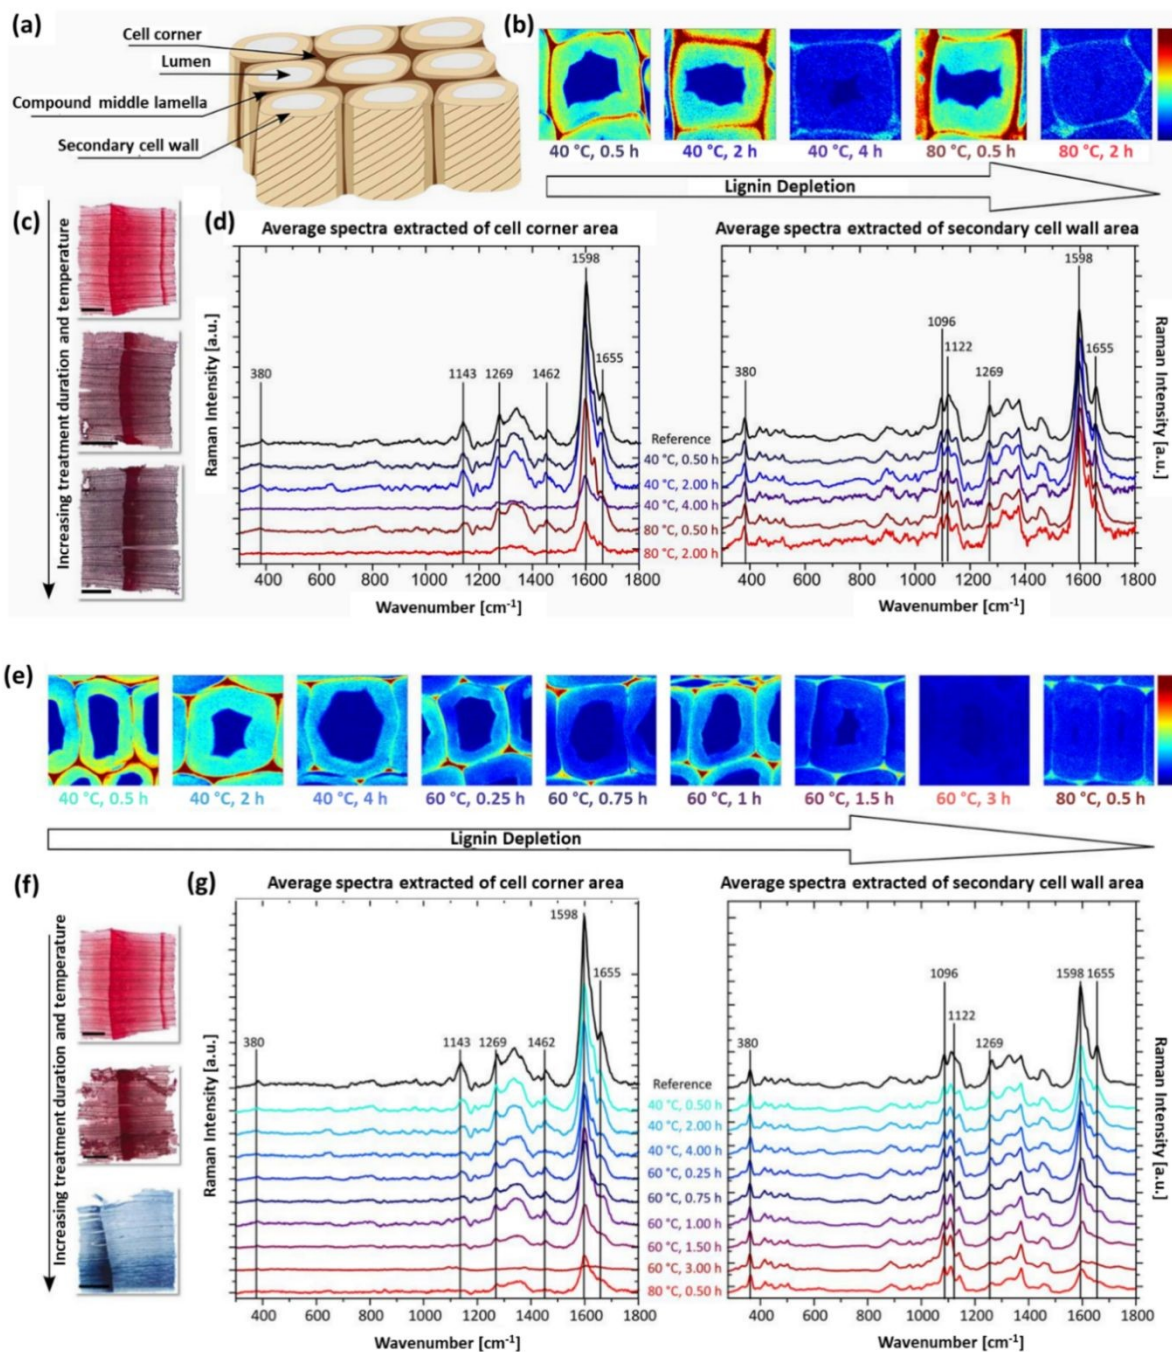 (a)
Cell corner
Lumen
Compound middle lamella
Secondary cell wall
(b)
40 °C, 0.5 h
40 °C, 2 h
40 °C, 4 h
80 °C, 0.5 h
80 °C, 2 h
Lignin Depletion
(c)
Increasing treatment duration and temperature
(d)
Average spectra extracted of cell corner area
Raman Intensity [a.u.]
380
1143
1269
1462
1598
1655
400 600 800 1000 1200 1400 1600 1800
Wavenumber [cm-1]
Reference
40 °C, 0.50 h
40 °C, 2.00 h
40 °C, 4.00 h
80 °C, 0.50 h
80 °C, 2.00 h
Average spectra extracted of secondary cell wall area
380
1096
1122
1269
1598
1655
Raman Intensity [a.u.]
400 600 800 1000 1200 1400 1600 1800
Wavenumber [cm-1]
(e)
40 °C, 0.5 h
40 °C, 2 h
40 °C, 4 h
60 °C, 0.25 h
60 °C, 0.75 h
60 °C, 1 h
60 °C, 1.5 h
60 °C, 3 h
80 °C, 0.5 h
Lignin Depletion
(f)
Increasing treatment duration and temperature
(g)
Average spectra extracted of cell corner area
Raman Intensity [a.u.]
380
1143
1269
1462
1598
1655
400 600 800 1000 1200 1400 1600 1800
Wavenumber [cm-1]
Reference
40 °C, 0.50 h
40 °C, 2.00 h
40 °C, 4.00 h
60 °C, 0.25 h
60 °C, 0.75 h
60 °C, 1.00 h
60 °C, 1.50 h
60 °C, 3.00 h
80 °C, 0.50 h
Average spectra extracted of secondary cell wall area
380
1096
1122
1269
1598
1655
Raman Intensity [a.u.]
400 600 800 1000 1200 1400 1600 1800
Wavenumber [cm-1]